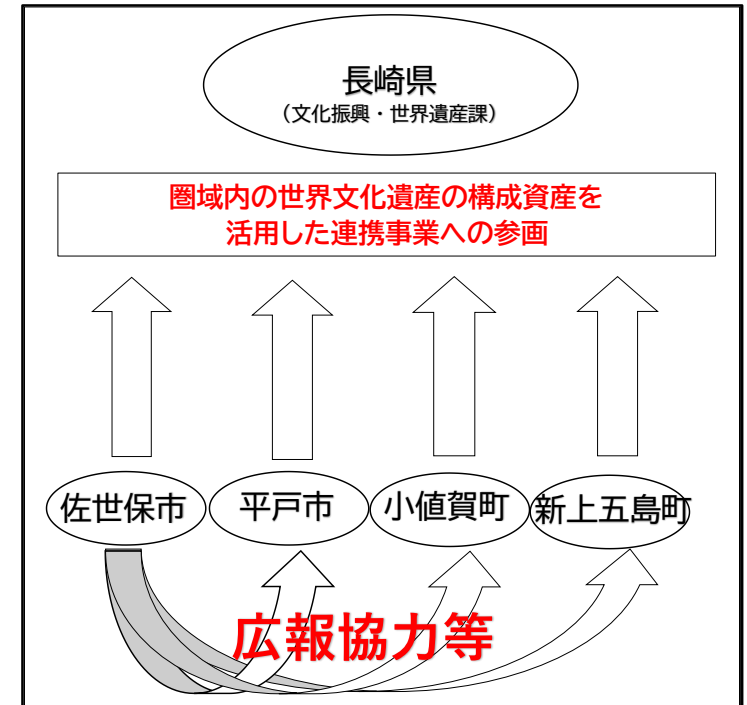 長崎県
（文化振興・世界遺産課）
圏域内の世界文化遺産の構成資産を
活用した連携事業への参画
佐世保市
平戸市
小値賀町
新上五島町
広報協力等